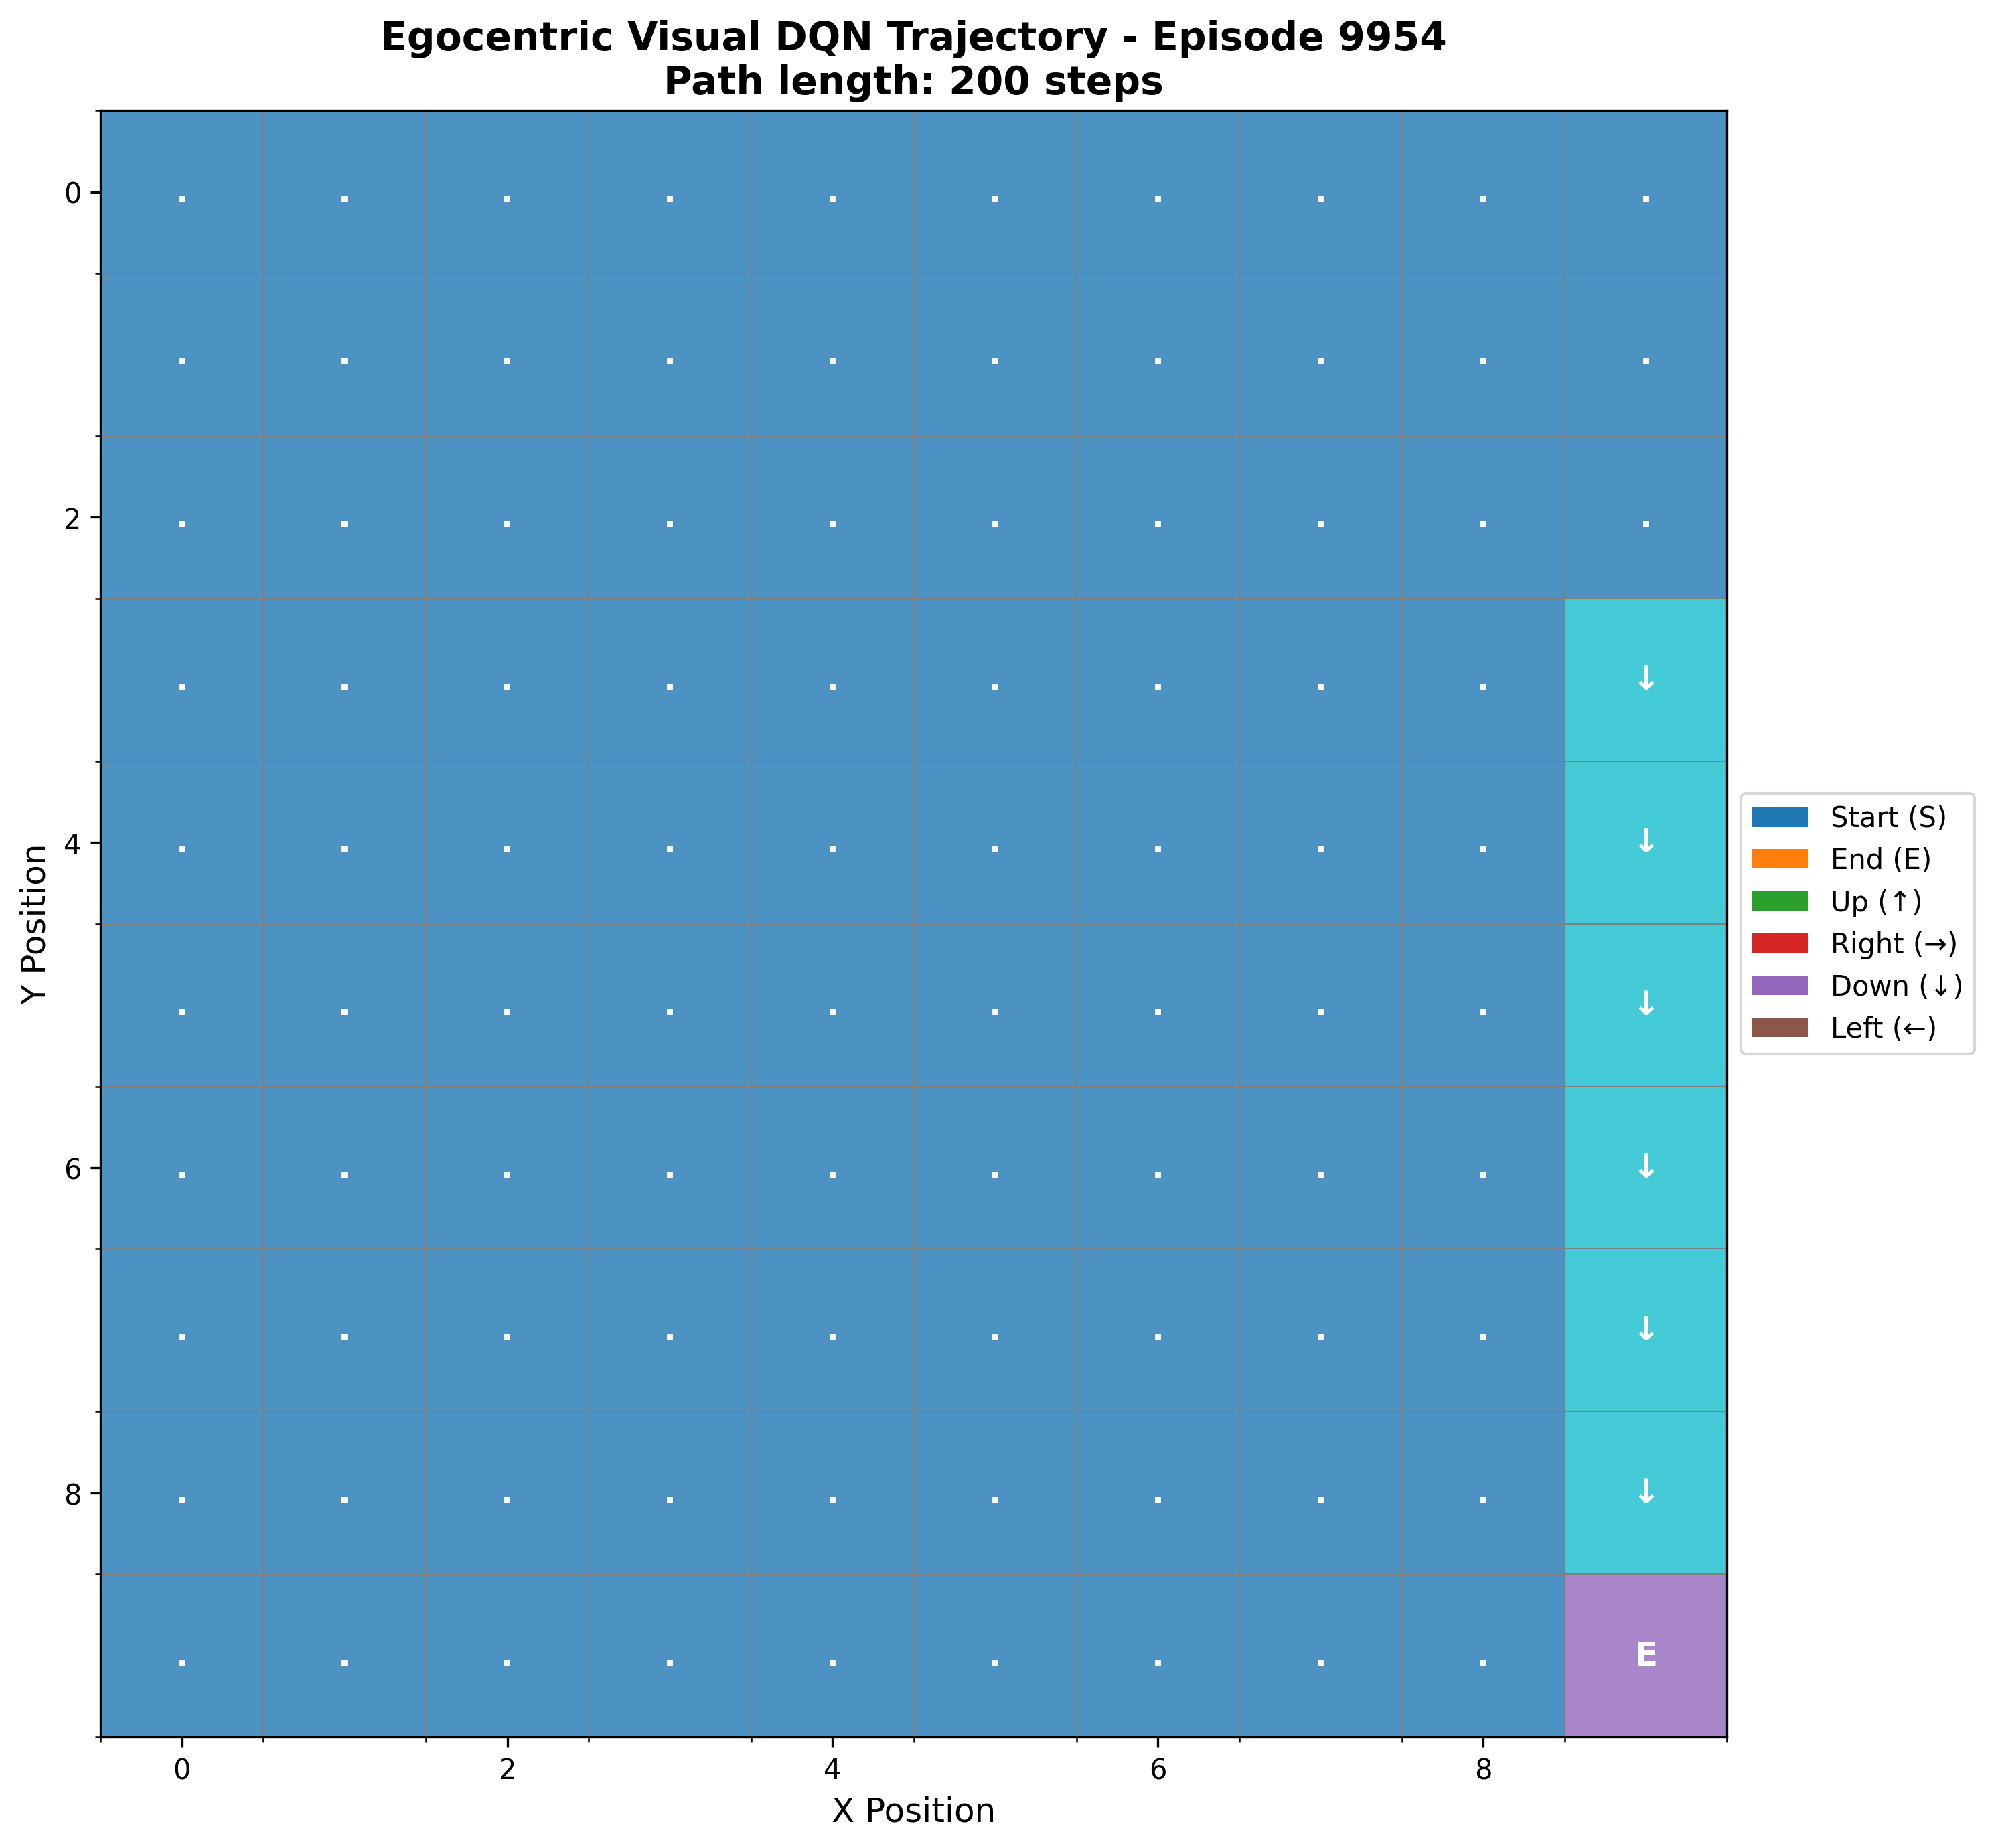 Egocentric Visual DQN Trajectory - Episode 9954
Path length: 200 steps
0
2
↓
4
↓
↓
6
↓
↓
8
↓
E
0 2 4 6 8
X Position
Y Position
Start (S)
End (E)
Up (↑)
Right (→)
Down (↓)
Left (←)